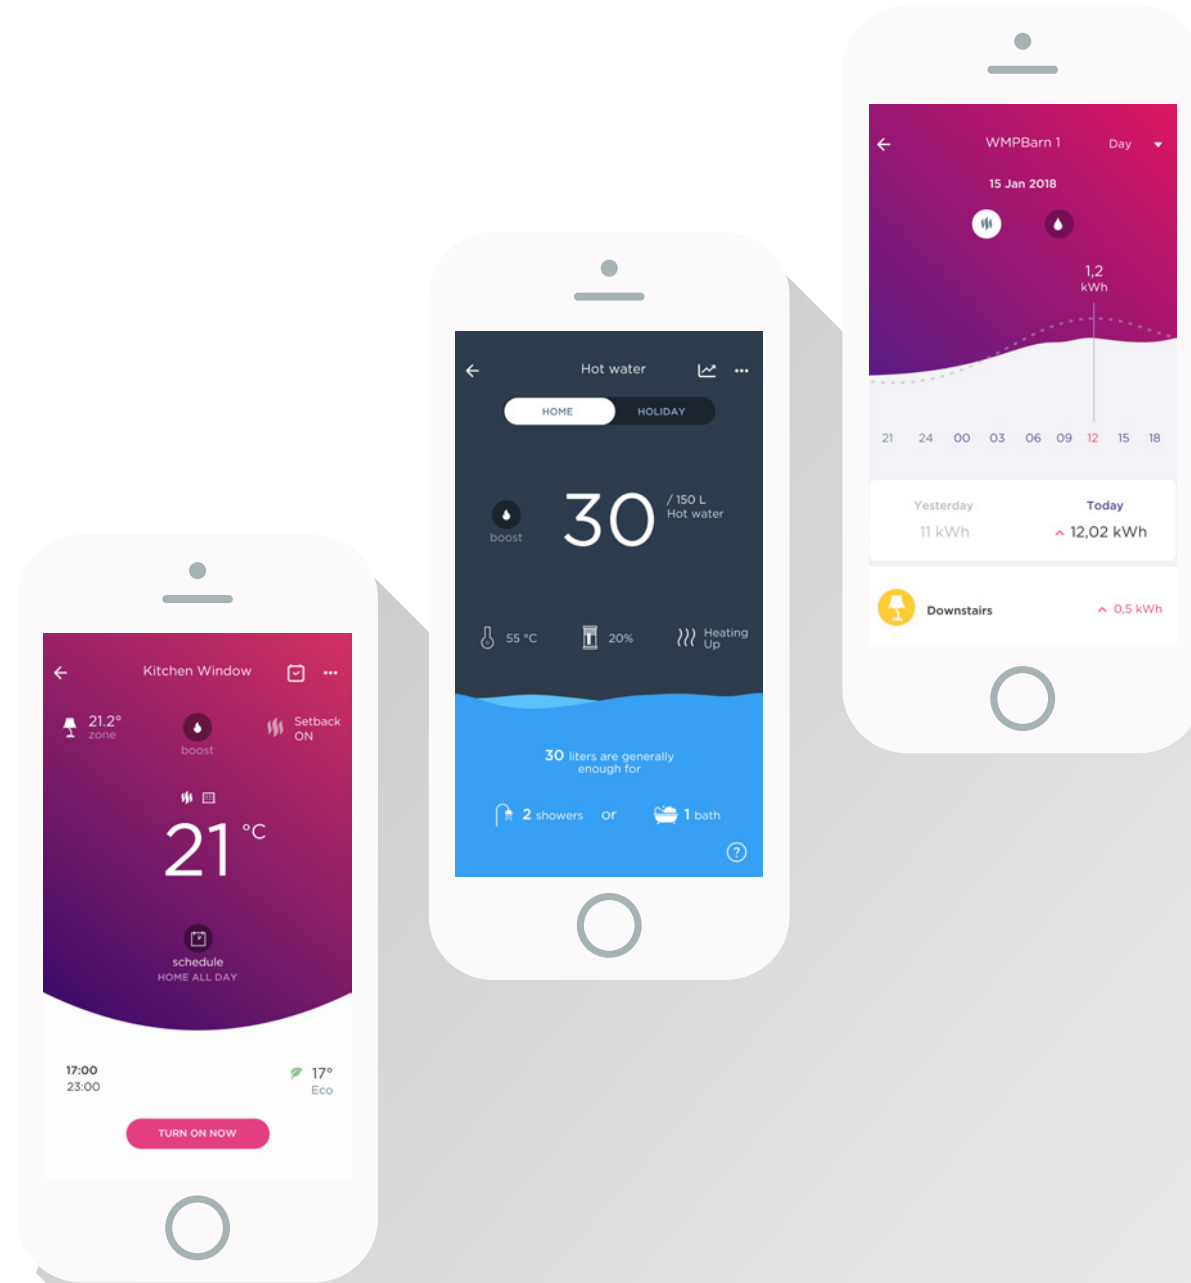 Kitchen Window
21.2°
zone
boost
Setback
ON
21 °C
schedule
HOME ALL DAY
17:00
23:00
17°
Eco
TURN ON NOW
Hot water
HOME HOLIDAY
boost
30 / 150 L
Hot water
55 °C 20% Heating
Up
30 liters are generally
enough for
2 showers or 1 bath
?
WMPBarn 1 Day
15 Jan 2018
1,2
kWh
21 24 00 03 06 09 12 15 18
Yesterday Today
11 kWh 12,02 kWh
Downstairs 0,5 kWh